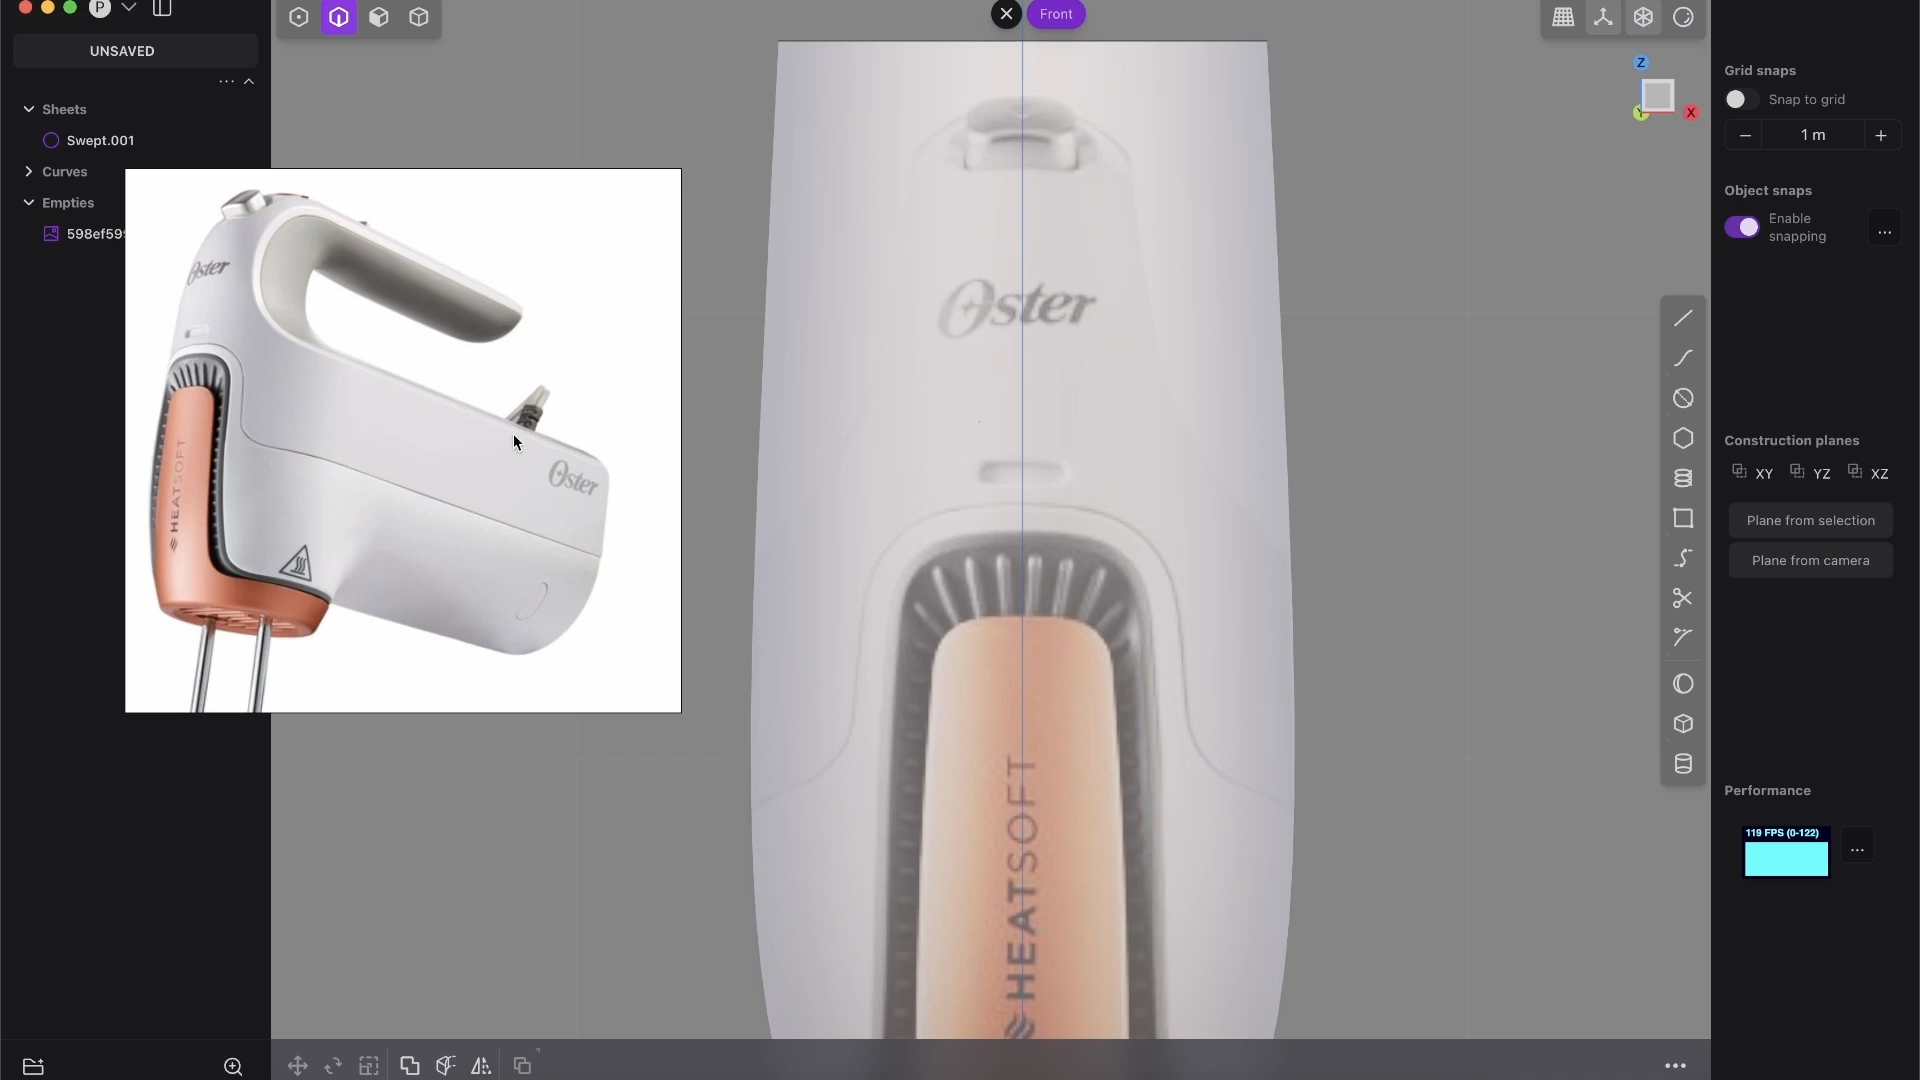 P
UNSAVED
Sheets
Swept.001
Curves
Empties
598ef59
Front
Z
Y
X
Oster
HEATSOFT
Oster
Oster
HEATSOFT
Grid snaps
Snap to grid
1 m
Object snaps
Enable
snapping
Construction planes
XY YZ XZ
Plane from selection
Plane from camera
Performance
119 FPS (0-122)